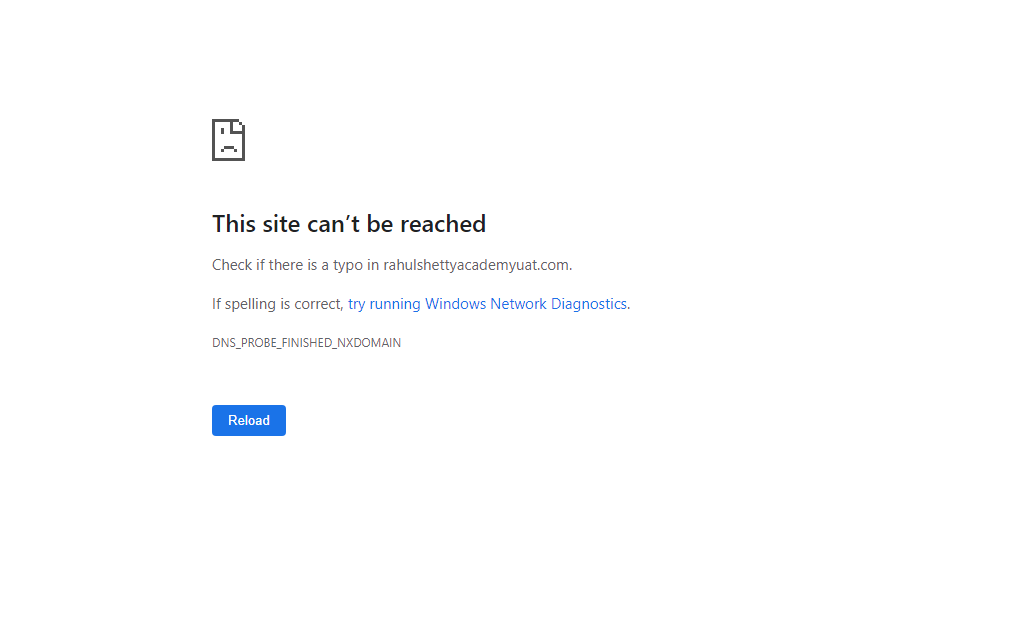 This site can’t be reached
Check if there is a typo in rahulshettyacademyuat.com.
If spelling is correct, try running Windows Network Diagnostics.
DNS_PROBE_FINISHED_NXDOMAIN
Reload